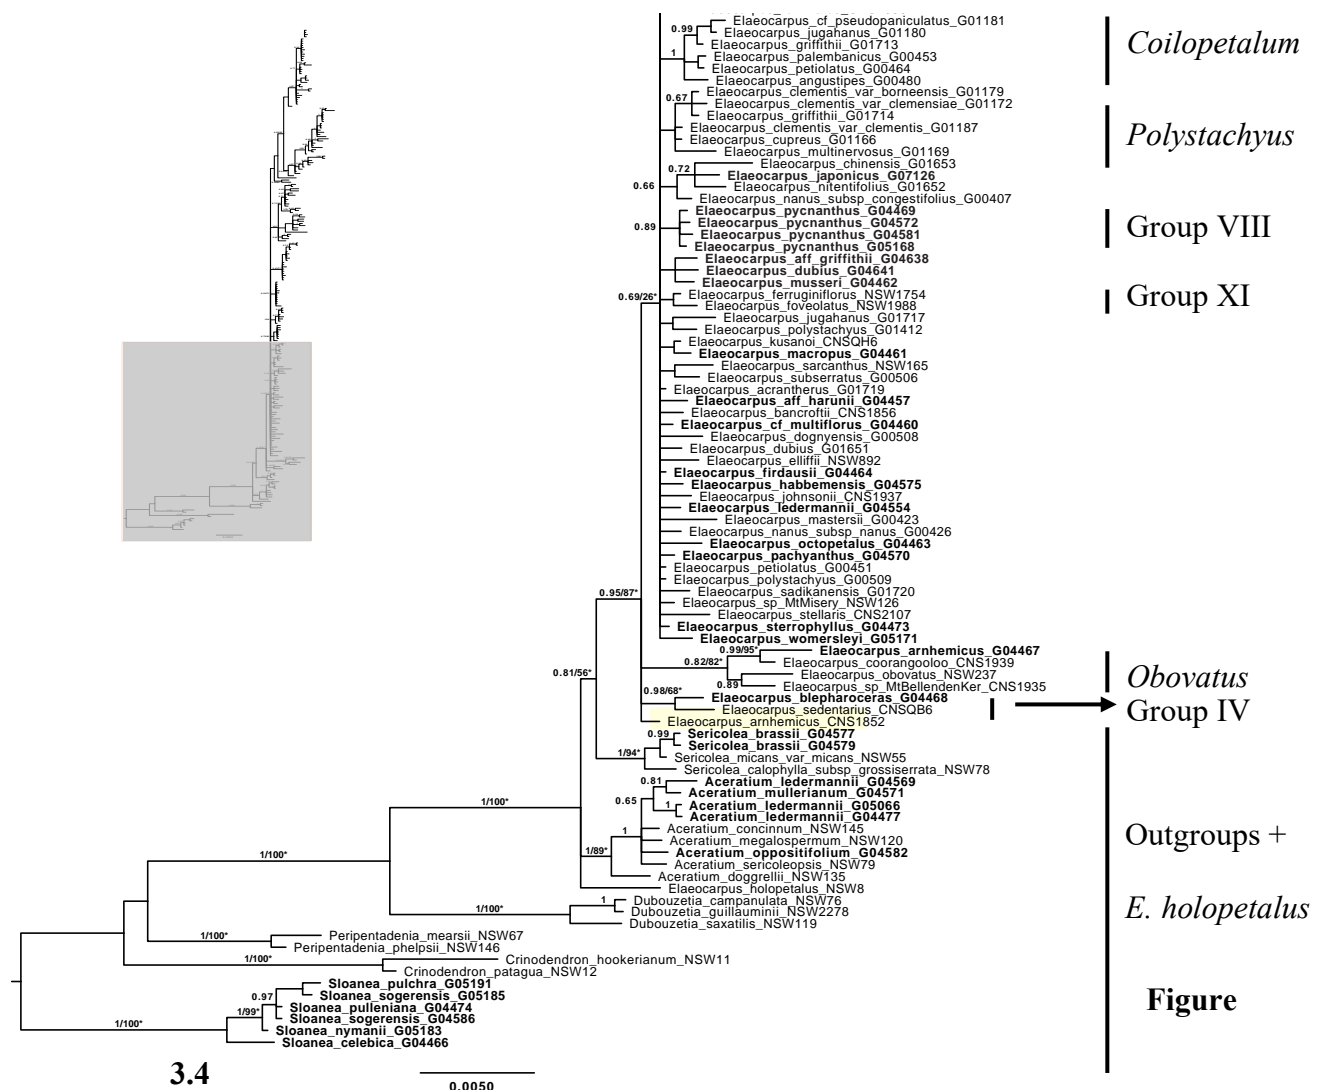 Elaeocarpus_cf_pseudopaniculatus_G01181
0.99
Elaeocarpus_jugahanus_G01180
Elaeocarpus_griffithii_G01713
Coilopetalum
1
Elaeocarpus_palembanicus_G00453
Elaeocarpus_petiolatus_G00464
Elaeocarpus_angustipes_G00480
Elaeocarpus_clementis_var_borneensis_G01179
0.67
Elaeocarpus_clementis_var_clemensiae_G01172
Elaeocarpus_griffithii_G01714
Elaeocarpus_clementis_var_clementis_G01187
Polystachyus
Elaeocarpus_cupreus_G01166
Elaeocarpus_multinervosus_G01169
Elaeocarpus_chinensis_G01653
0.72
Elaeocarpus_japonicus_G07126
0.66
Elaeocarpus_nitentifolius_G01652
Elaeocarpus_nanus_subsp_congestifolius_G00407
Elaeocarpus_pycnanthus_G04469
Elaeocarpus_pycnanthus_G04572
0.89
Group VIII
Elaeocarpus_pycnanthus_G04581
Elaeocarpus_pycnanthus_G05168
Elaeocarpus_aff_griffithii_G04638
Elaeocarpus_dubius_G04641
Elaeocarpus_musseri_G04462
0.69/26*
Elaeocarpus_ferruginiflorus_NSW1754
Group XI
Elaeocarpus_foveolatus_NSW1988
Elaeocarpus_jugahanus_G01717
Elaeocarpus_polystachyus_G01412
Elaeocarpus_kusanoi_CNSQH6
Elaeocarpus_macropus_G04461
Elaeocarpus_sarcanthus_NSW165
Elaeocarpus_subserratus_G00506
Elaeocarpus_acrantherus_G01719
Elaeocarpus_aff_harunii_G04457
Elaeocarpus_bancroftii_CNS1856
Elaeocarpus_cf_multiflorus_G04460
Elaeocarpus_dognyensis_G00508
Elaeocarpus_dubius_G01651
Elaeocarpus_elliffii_NSW892
Elaeocarpus_firdausii_G04464
Elaeocarpus_habbemensis_G04575
Elaeocarpus_johnsonii_CNS1937
Elaeocarpus_ledermannii_G04554
Elaeocarpus_mastersii_G00423
Elaeocarpus_nanus_subsp_nanus_G00426
Elaeocarpus_octopetalus_G04463
Elaeocarpus_pachyanthus_G04570
Elaeocarpus_petiolatus_G00451
Elaeocarpus_polystachyus_G00509
0.95/87*
Elaeocarpus_sadikanensis_G01720
Elaeocarpus_sp_MtMisery_NSW126
Elaeocarpus_stellaris_CNS2107
Elaeocarpus_sterrophyllus_G04473
Elaeocarpus_womersleyi_G05171
0.99/95*
Elaeocarpus_arnhemicus_G04467
0.82/82*
Elaeocarpus_coorangooloo_CNS1939
0.81/56*
Elaeocarpus_obovatus_NSW237
Obovatus
0.89
Elaeocarpus_sp_MtBellendenKer_CNS1935
0.98/68*
Elaeocarpus_blepharoceras_G04468
Elaeocarpus_sedentarius_CNSQB6
Group IV
Elaeocarpus_arnhemicus_CNS1852
0.99
Sericolea_brassii_G04577
Sericolea_brassii_G04579
1/94*
Sericolea_micans_var_micans_NSW55
Sericolea_calophylla_subsp_grossiserrata_NSW78
0.81
Aceratium_ledermannii_G04569
Aceratium_mullerianum_G04571
0.65
1
Aceratium_ledermannii_G05066
1/100*
Aceratium_ledermannii_G04477
1
Aceratium_concinnum_NSW145
Outgroups +
Aceratium_megalospermum_NSW120
1/89*
Aceratium_oppositifolium_G04582
1/100*
Aceratium_sericoleopsis_NSW79
Aceratium_doggrellii_NSW135
Elaeocarpus_holopetalus_NSW8
1
Dubouzetia_campanulata_NSW76
1/100*
Dubouzetia_guillauminii_NSW2278
E. holopetalus
Dubouzetia_saxatilis_NSW119
1/100*
Peripentadenia_mearsii_NSW67
Peripentadenia_phelpsii_NSW146
1/100*
Crinodendron_hookerianum_NSW11
Crinodendron_patagua_NSW12
Sloanea_pulchra_G05191
0.97
Sloanea_sogerensis_G05185
Figure
Sloanea_pulleniana_G04474
1/99*
Sloanea_sogerensis_G04586
1/100*
Sloanea_nymanii_G05183
Sloanea_celebica_G04466
3.4
0.0050